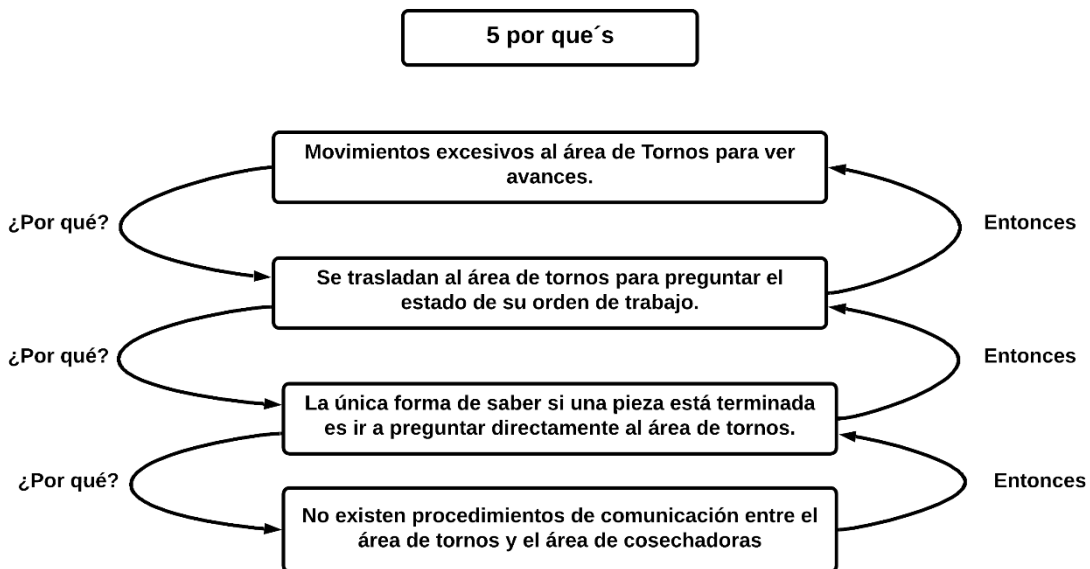 5 por que´s
Movimientos excesivos al área de Tornos para ver
avances.
¿Por qué?
Entonces
Se trasladan al área de tornos para preguntar el
estado de su orden de trabajo.
¿Por qué?
Entonces
La única forma de saber si una pieza está terminada
es ir a preguntar directamente al área de tornos.
¿Por qué?
Entonces
No existen procedimientos de comunicación entre el
área de tornos y el área de cosechadoras